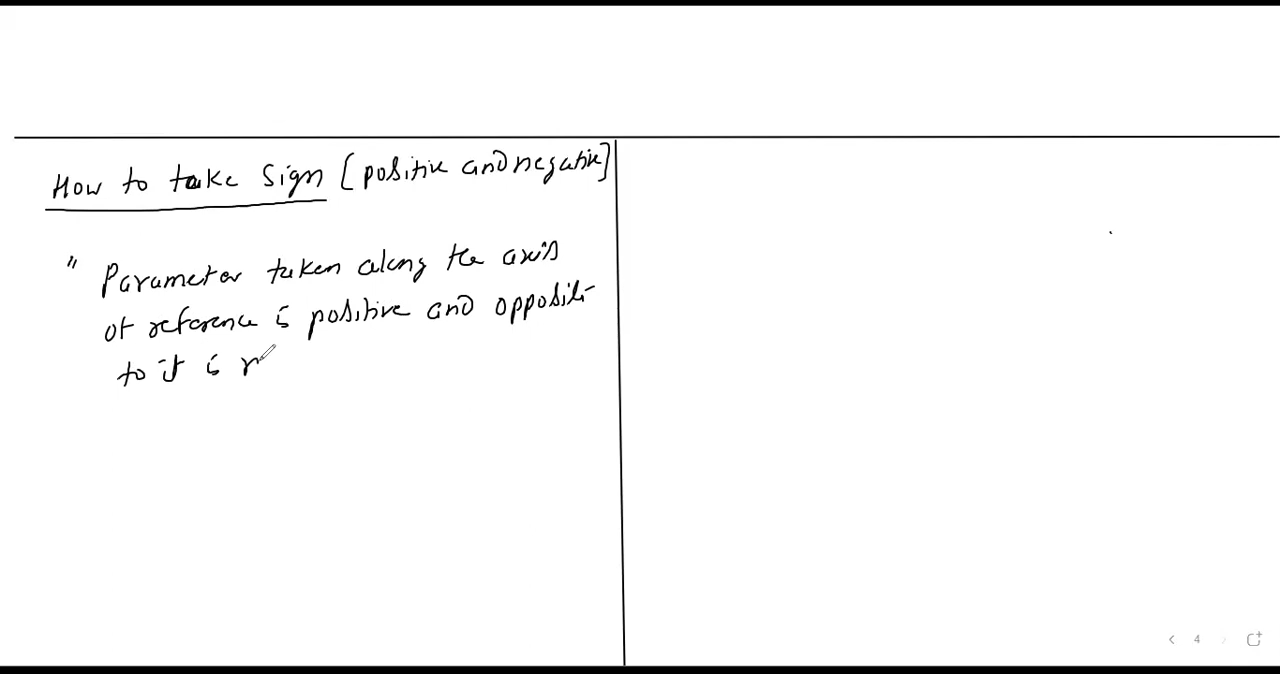 How to take Sign [positive and negative]
" Parameter taken along the axis
of reference is positive and opposite
to it is n
4